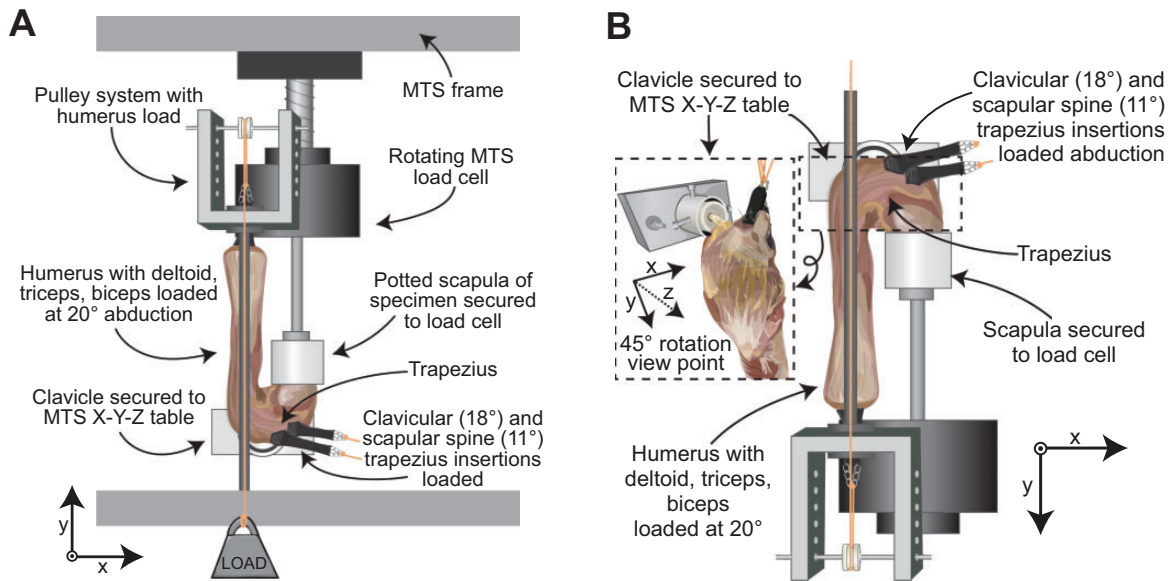 A
MTS frame
Pulley system with
humerus load
Rotating MTS
load cell
Humerus with deltoid,
triceps, biceps loaded
at 20° abduction
Potted scapula of
specimen secured
to load cell
Trapezius
Clavicle secured to
MTS X-Y-Z table
Clavicular (18°) and
scapular spine (11°)
trapezius insertions
loaded
y
x
LOAD
B
Clavicle secured to
MTS X-Y-Z table
Clavicular (18°) and
scapular spine (11°)
trapezius insertions
loaded abduction
Trapezius
x
z
y
45° rotation
view point
Scapula secured
to load cell
Humerus with
deltoid, triceps,
biceps
loaded at 20°
x
y